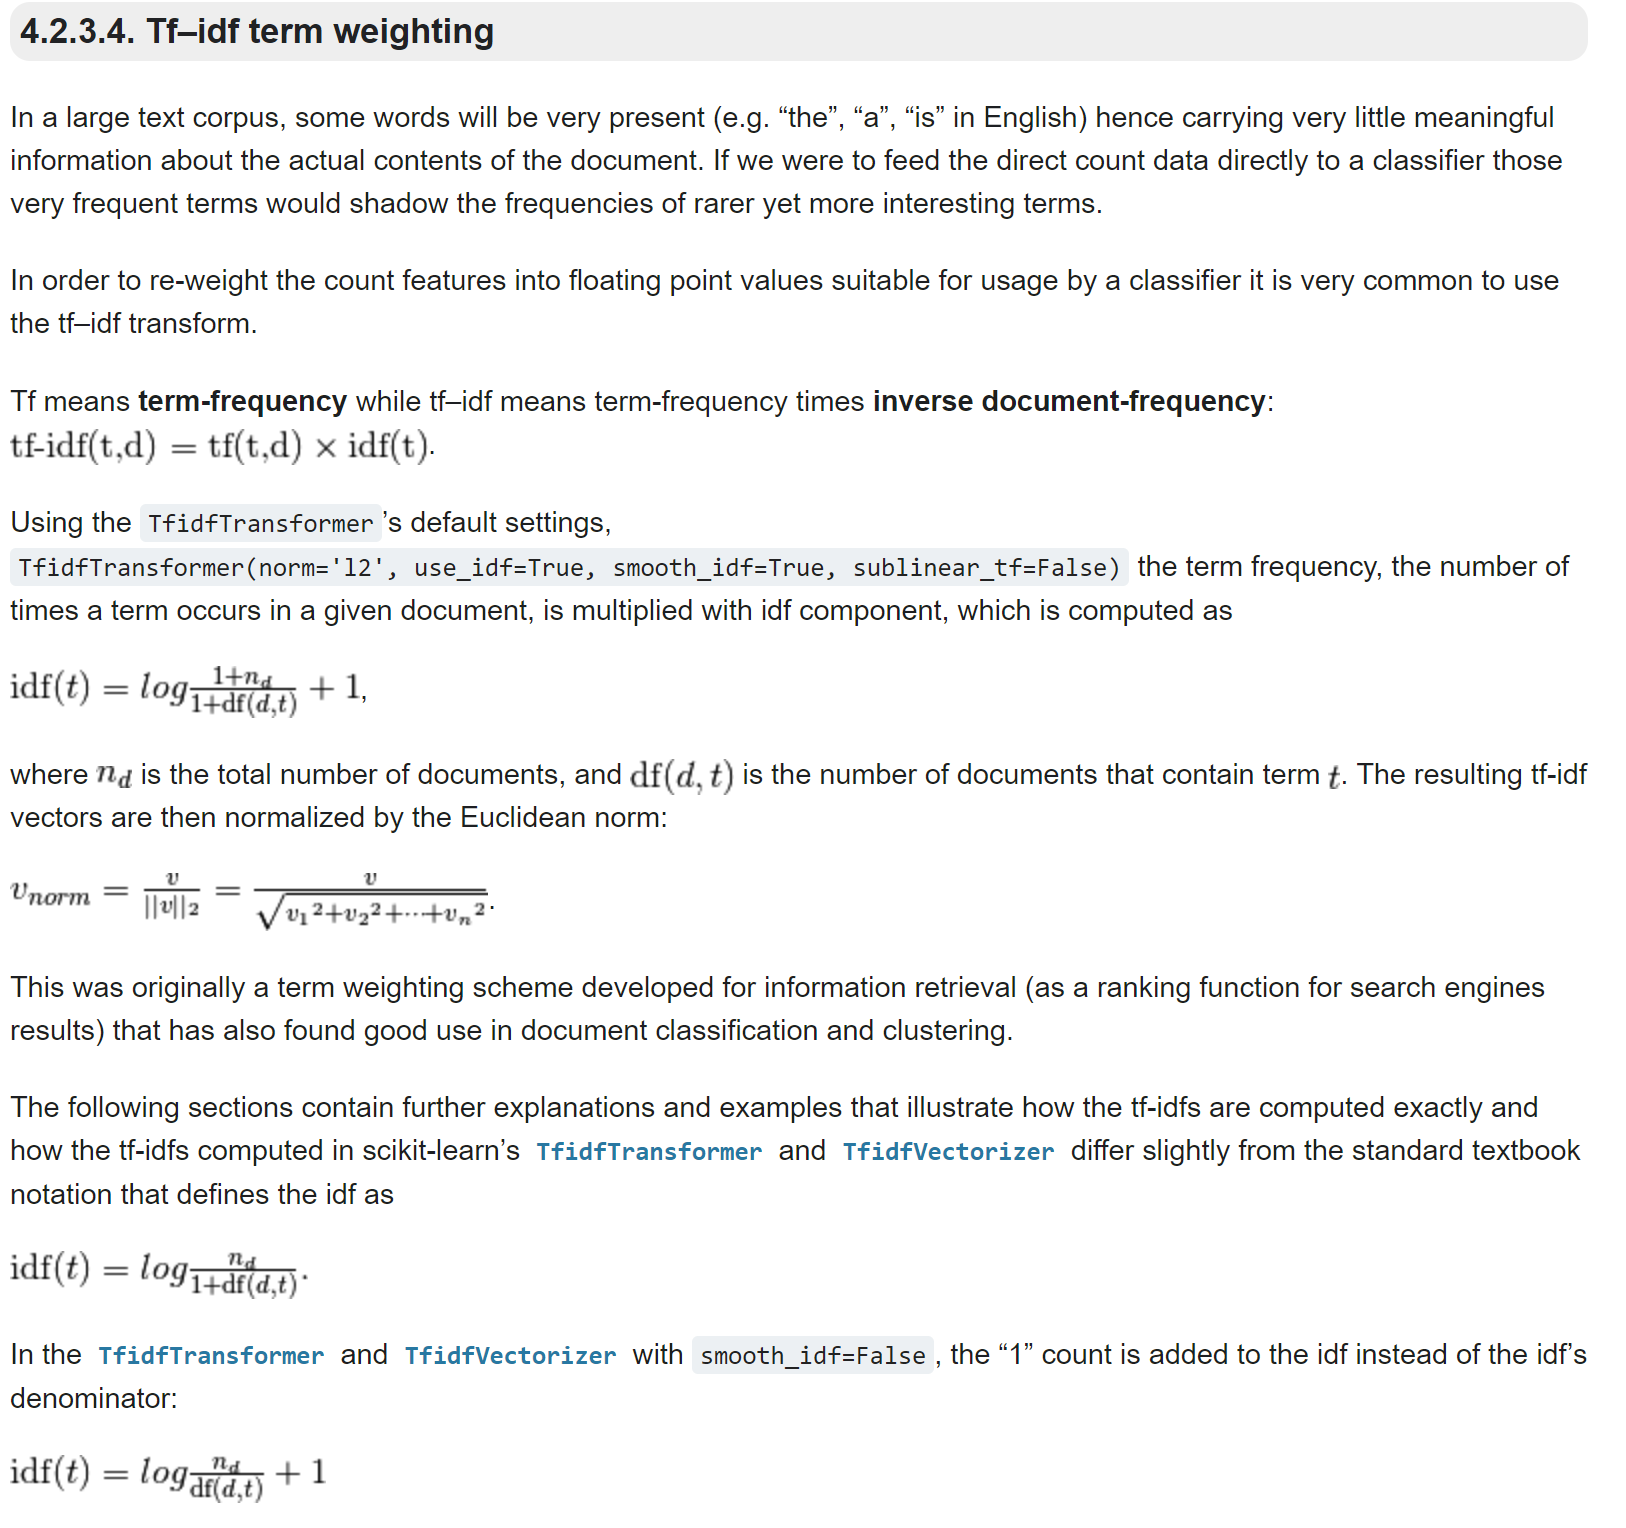 4.2.3.4. Tf–idf term weighting
In a large text corpus, some words will be very present (e.g. “the”, “a”, “is” in English) hence carrying very little meaningful
information about the actual contents of the document. If we were to feed the direct count data directly to a classifier those
very frequent terms would shadow the frequencies of rarer yet more interesting terms.
In order to re-weight the count features into floating point values suitable for usage by a classifier it is very common to use
the tf–idf transform.
Tf means term-frequency while tf–idf means term-frequency times inverse document-frequency:
tf-idf(t,d) = tf(t,d) × idf(t).
Using the TfidfTransformer’s default settings,
TfidfTransformer(norm='l2', use_idf=True, smooth_idf=True, sublinear_tf=False) the term frequency, the number of
times a term occurs in a given document, is multiplied with idf component, which is computed as
idf(t) = log \frac{1+n_d}{1+df(d,t)} + 1,
where n_d is the total number of documents, and df(d, t) is the number of documents that contain term t. The resulting tf-idf
vectors are then normalized by the Euclidean norm:
v_{norm} = \frac{v}{||v||_2} = \frac{v}{\sqrt{v_1^2+v_2^2+\cdots+v_n^2}}.
This was originally a term weighting scheme developed for information retrieval (as a ranking function for search engines
results) that has also found good use in document classification and clustering.
The following sections contain further explanations and examples that illustrate how the tf-idfs are computed exactly and
how the tf-idfs computed in scikit-learn’s TfidfTransformer and TfidfVectorizer differ slightly from the standard textbook
notation that defines the idf as
idf(t) = log \frac{n_d}{1+df(d,t)}.
In the TfidfTransformer and TfidfVectorizer with smooth_idf=False, the “1” count is added to the idf instead of the idf’s
denominator:
idf(t) = log \frac{n_d}{df(d,t)} + 1